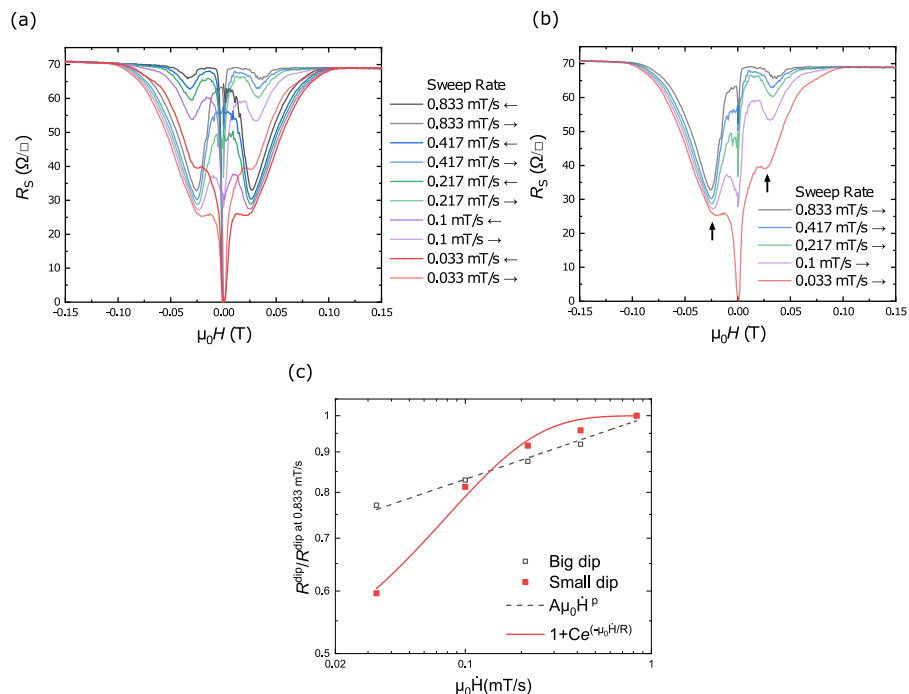 (a)
70
60
50
40
30
20
10
0
R_S (Ω/□)
-0.15 -0.10 -0.05 0.00 0.05 0.10 0.15
μ₀H (T)
Sweep Rate
0.833 mT/s ←
0.833 mT/s →
0.417 mT/s ←
0.417 mT/s →
0.217 mT/s ←
0.217 mT/s →
0.1 mT/s ←
0.1 mT/s →
0.033 mT/s ←
0.033 mT/s →
(b)
70
60
50
40
30
20
10
0
R_S (Ω/□)
-0.15 -0.10 -0.05 0.00 0.05 0.10 0.15
μ₀H (T)
Sweep Rate
0.833 mT/s →
0.417 mT/s →
0.217 mT/s →
0.1 mT/s →
0.033 mT/s →
(c)
1
0.9
0.8
0.7
0.6
0.5
R^dip/R^dip at 0.833 mT/s
0.02 0.1 1
μ₀Ḣ(mT/s)
Big dip
Small dip
Aμ₀Ḣ^p
1+Ce^(-μ₀Ḣ/R)